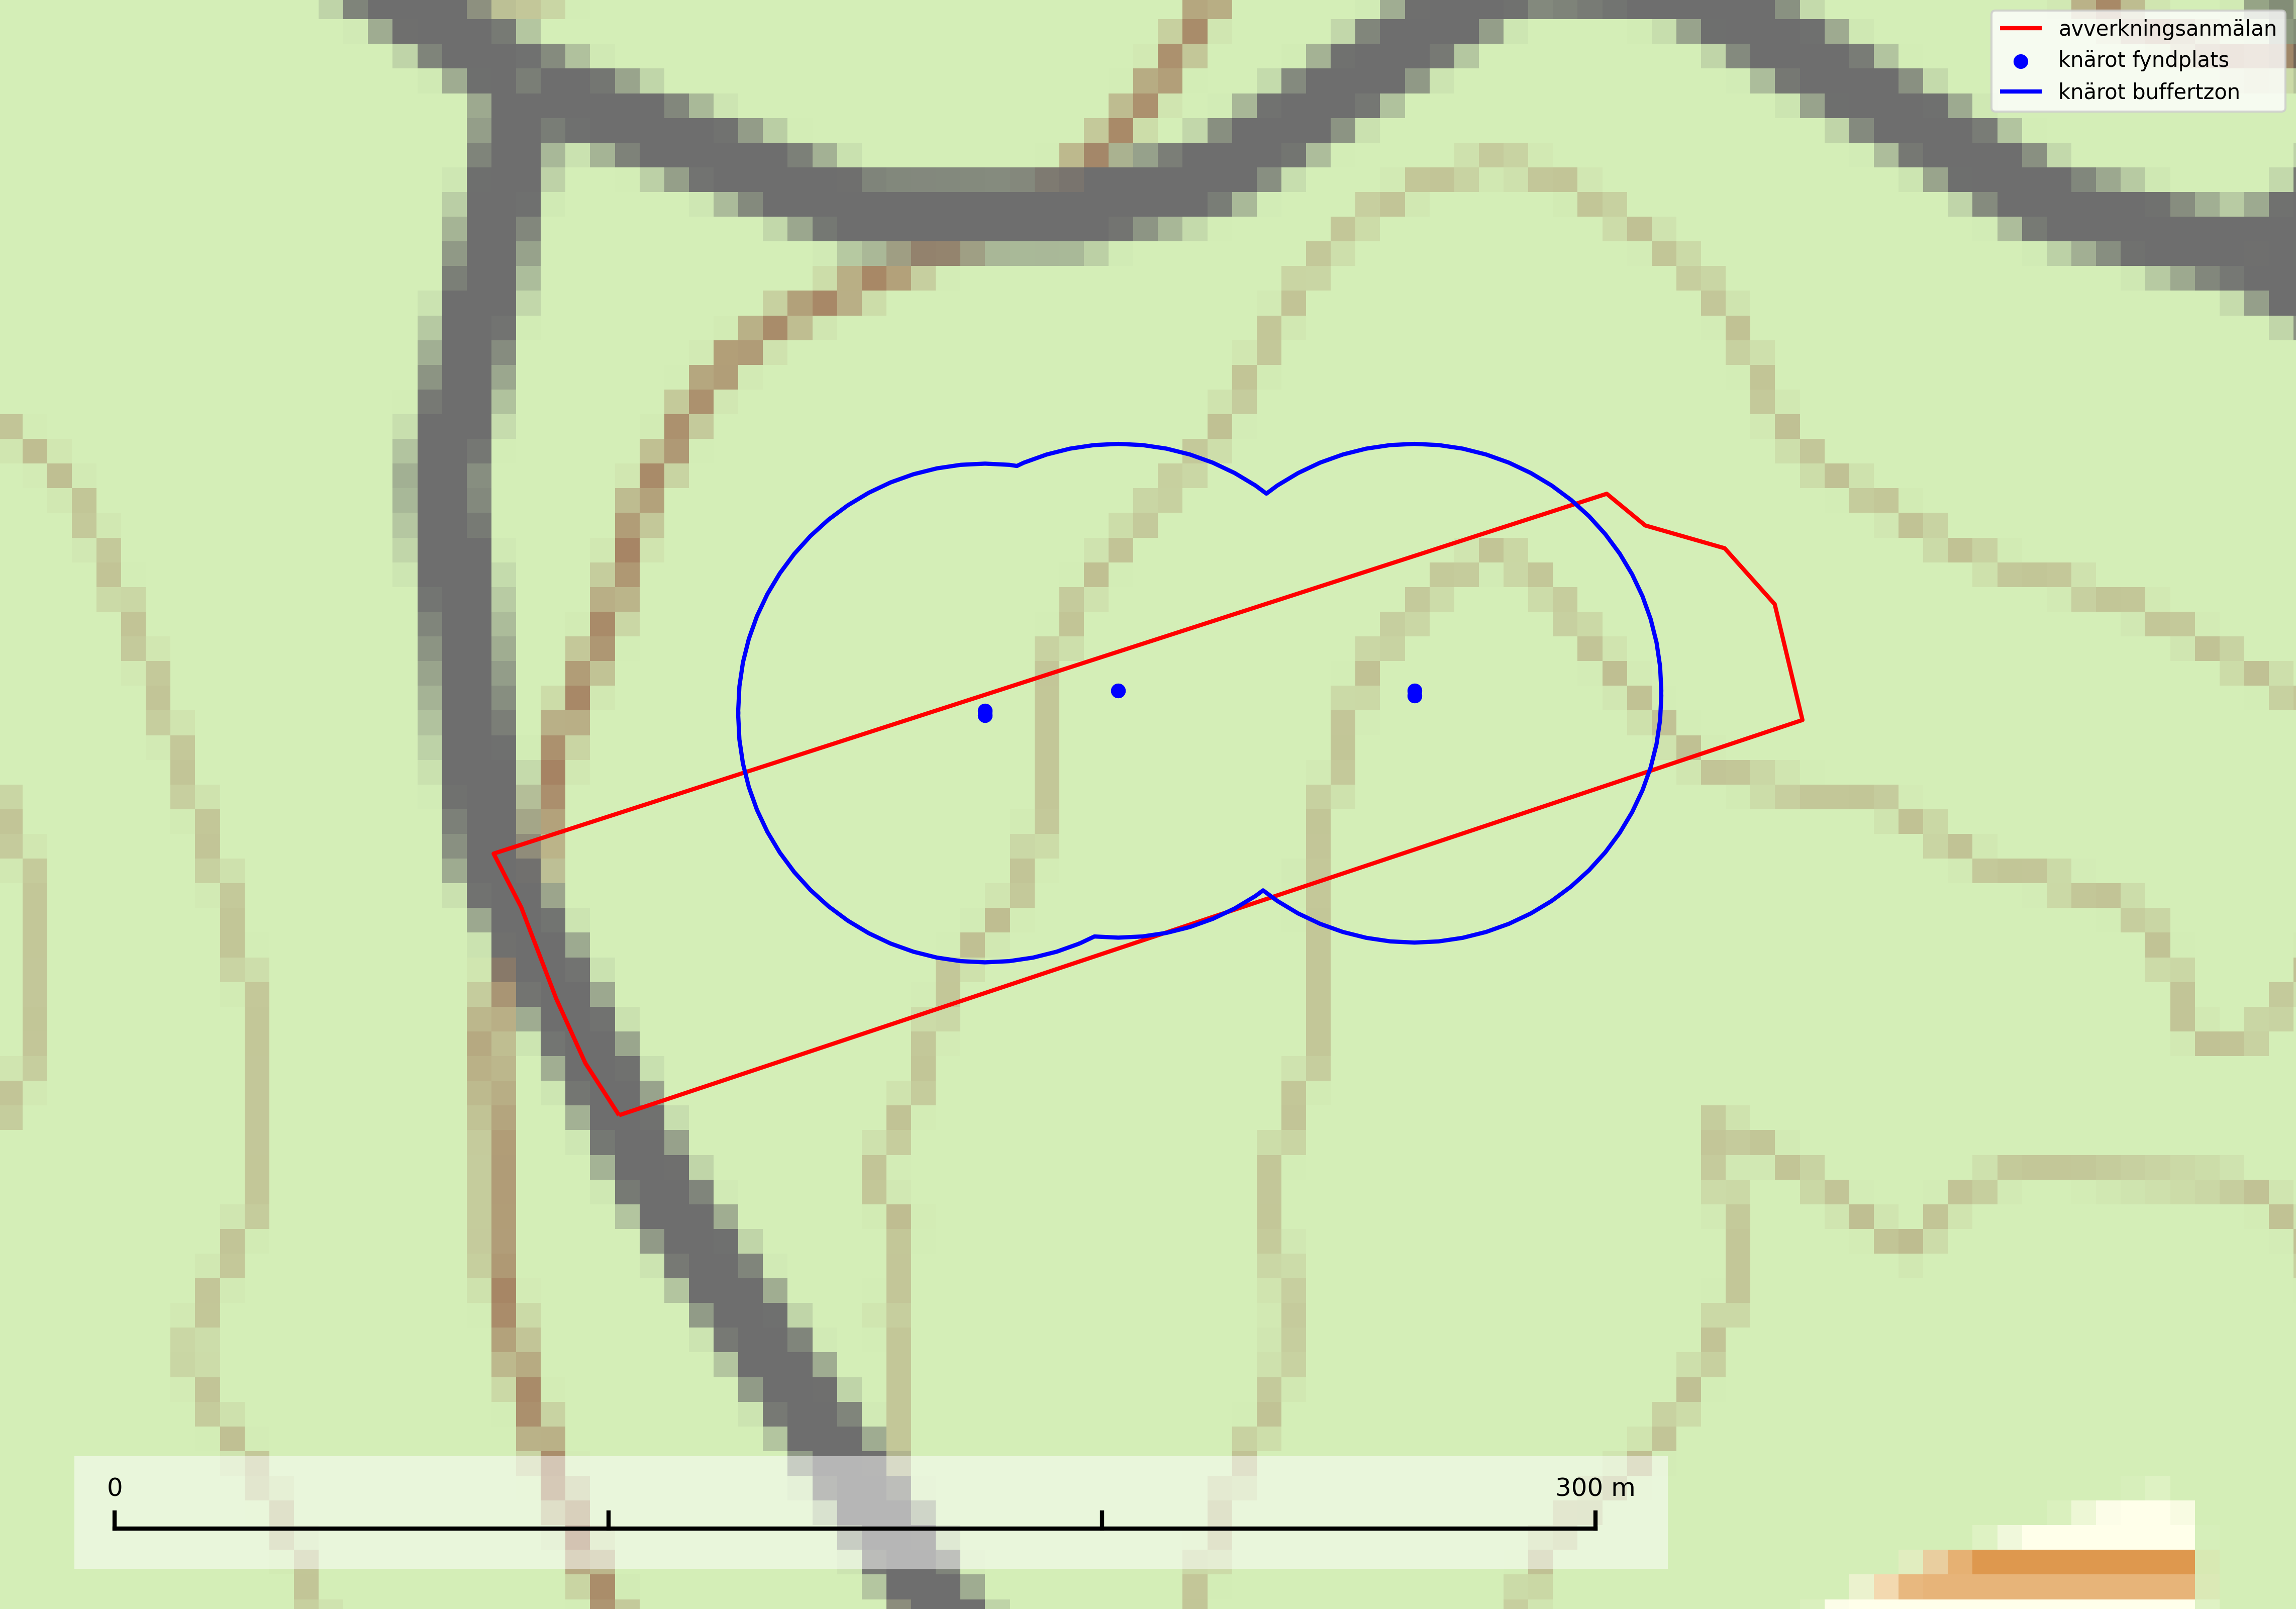 avverkningsanmälan
knärot fyndplats
knärot buffertzon
0 300 m